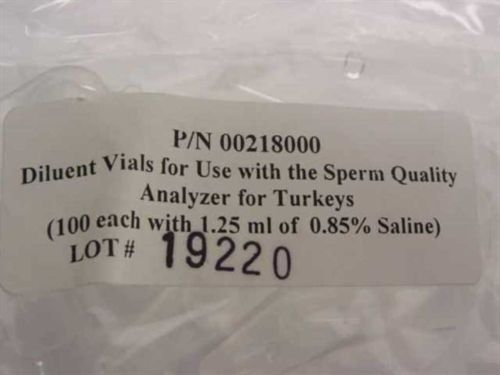 P/N 00218000
Diluent Vials for Use with the Sperm Quality
Analyzer for Turkeys
(100 each with 1.25 ml of 0.85% Saline)
LOT # 19220